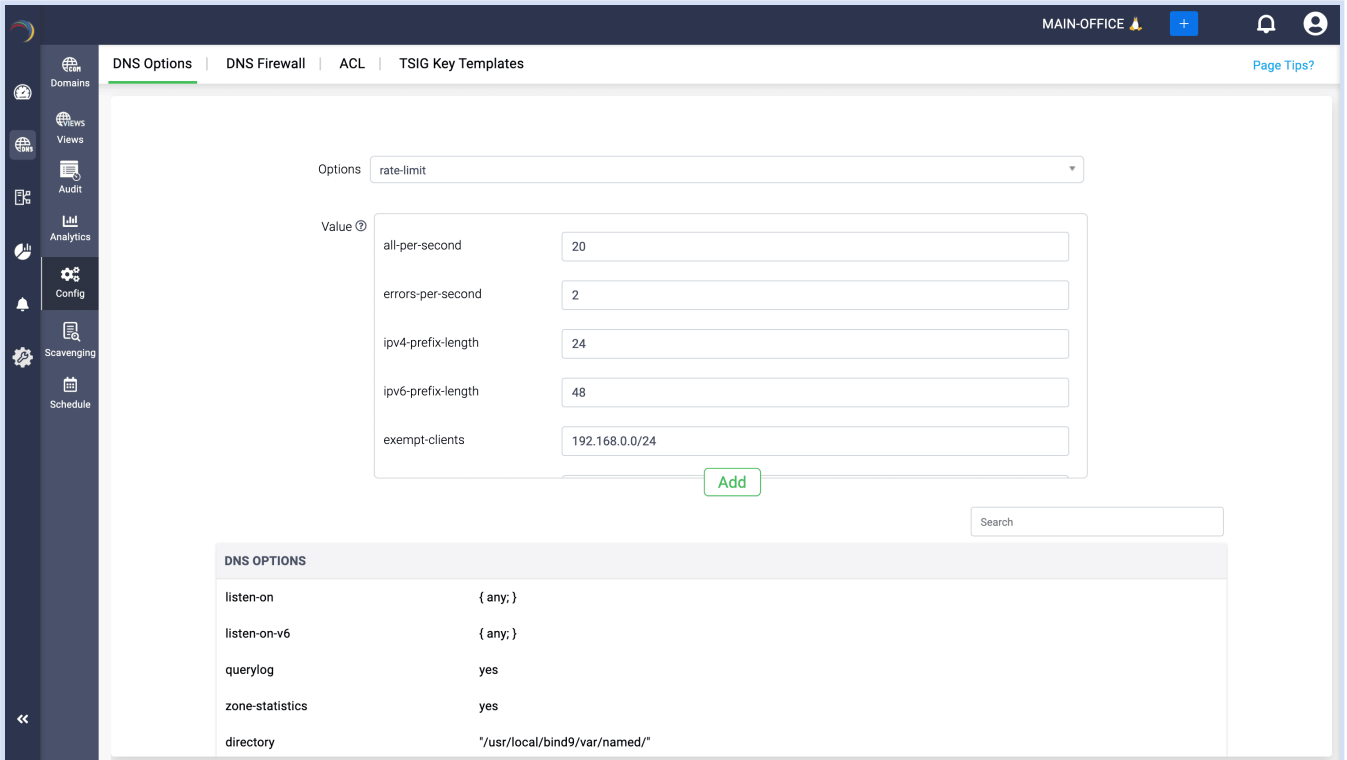 MAIN-OFFICE
+
DNS Options | DNS Firewall | ACL | TSIG Key Templates
Page Tips?
COM
Domains
VIEWS
Views
Audit
Analytics
Config
Scavenging
Schedule
DNS
Options rate-limit
Value ?
all-per-second 20
errors-per-second 2
ipv4-prefix-length 24
ipv6-prefix-length 48
exempt-clients 192.168.0.0/24
Add
Search
DNS OPTIONS
listen-on { any; }
listen-on-v6 { any; }
querylog yes
zone-statistics yes
directory "/usr/local/bind9/var/named/"